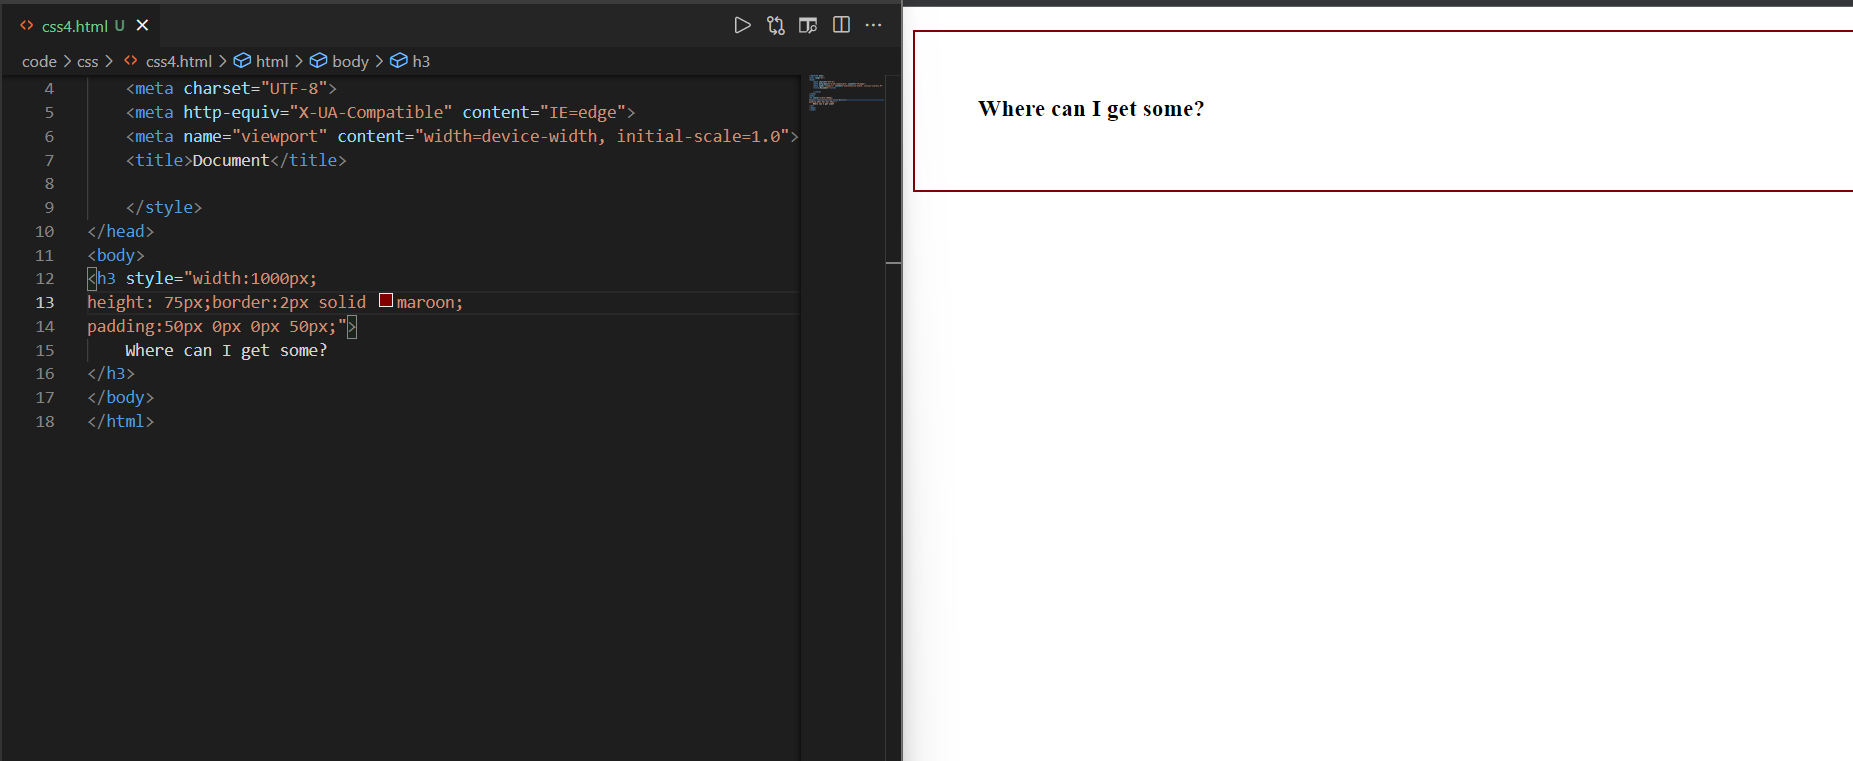 css4.html U
code > css > css4.html > html > body > h3
4 <meta charset="UTF-8">
5 <meta http-equiv="X-UA-Compatible" content="IE=edge">
6 <meta name="viewport" content="width=device-width, initial-scale=1.0">
7 <title>Document</title>
8
9 </style>
10 </head>
11 <body>
12 <h3 style="width:1000px;
13 height: 75px;border:2px solid maroon;
14 padding:50px 0px 0px 50px;">
15 Where can I get some?
16 </h3>
17 </body>
18 </html>
Where can I get some?